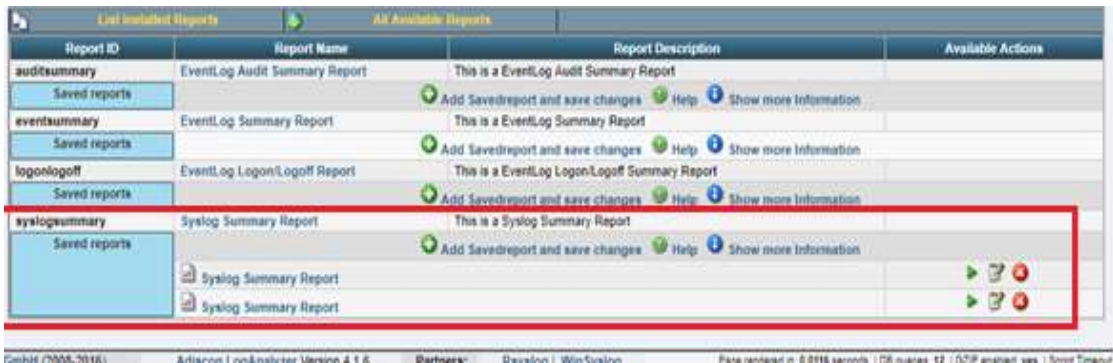 List Installed Reports All Available Reports
Report ID Report Name Report Description Available Actions
auditsummary EventLog Audit Summary Report This is a EventLog Audit Summary Report
Saved reports Add Savedreport and save changes Help Show more Information
eventsummary EventLog Summary Report This is a EventLog Summary Report
Saved reports Add Savedreport and save changes Help Show more Information
logonlogoff EventLog Logon/Logoff Report This is a EventLog Logon/Logoff Summary Report
Saved reports Add Savedreport and save changes Help Show more Information
syslogsummary Syslog Summary Report This is a Syslog Summary Report
Saved reports Add Savedreport and save changes Help Show more Information
Syslog Summary Report
Syslog Summary Report
GmbH (2008-2016) Adiscon LogAnalyzer Version 4.1.6 Partners: Rsyslog | WinSyslog Page rendered in: 0.0116 seconds | DB queries: 12 | GZIP enabled: yes | Script Timeout